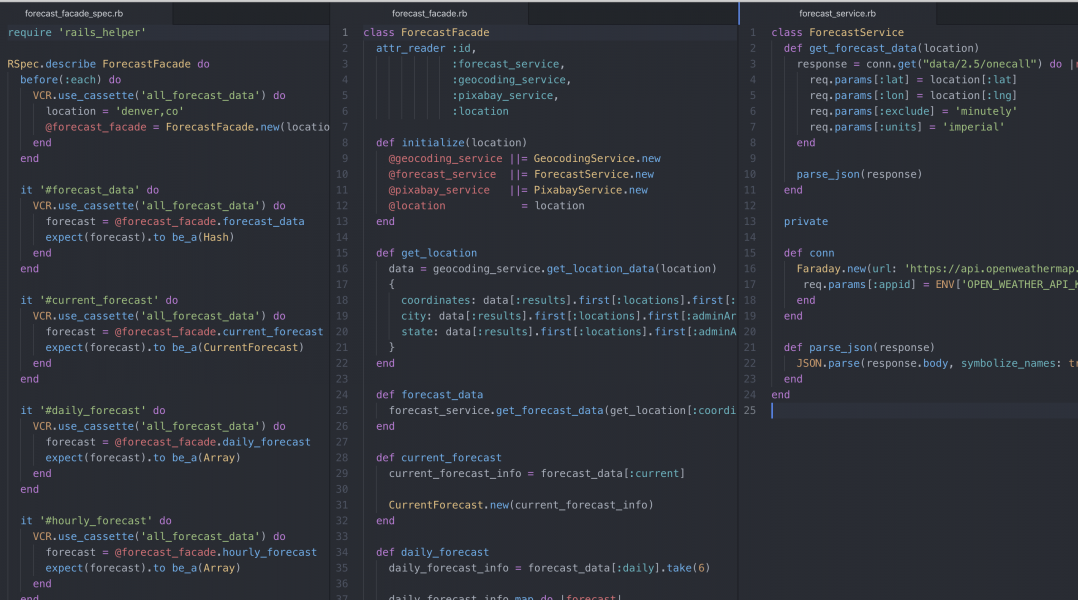 forecast_facade_spec.rb
require 'rails_helper'
RSpec.describe ForecastFacade do
before(:each) do
VCR.use_cassette('all_forecast_data') do
location = 'denver,co'
@forecast_facade = ForecastFacade.new(locatio
end
end
it '#forecast_data' do
VCR.use_cassette('all_forecast_data') do
forecast = @forecast_facade.forecast_data
expect(forecast).to be_a(Hash)
end
end
it '#current_forecast' do
VCR.use_cassette('all_forecast_data') do
forecast = @forecast_facade.current_forecast
expect(forecast).to be_a(CurrentForecast)
end
end
it '#daily_forecast' do
VCR.use_cassette('all_forecast_data') do
forecast = @forecast_facade.daily_forecast
expect(forecast).to be_a(Array)
end
end
it '#hourly_forecast' do
VCR.use_cassette('all_forecast_data') do
forecast = @forecast_facade.hourly_forecast
expect(forecast).to be_a(Array)
end
end
forecast_facade.rb
1 class ForecastFacade
2 attr_reader :id,
3 :forecast_service,
4 :geocoding_service,
5 :pixabay_service,
6 :location
7
8 def initialize(location)
9 @geocoding_service ||= GeocodingService.new
10 @forecast_service ||= ForecastService.new
11 @pixabay_service ||= PixabayService.new
12 @location = location
13 end
14
15 def get_location
16 data = geocoding_service.get_location_data(location)
17 {
18 coordinates: data[:results].first[:locations].first[:
19 city: data[:results].first[:locations].first[:adminAr
20 state: data[:results].first[:locations].first[:adminA
21 }
22 end
23
24 def forecast_data
25 forecast_service.get_forecast_data(get_location[:coordi
26 end
27
28 def current_forecast
29 current_forecast_info = forecast_data[:current]
30
31 CurrentForecast.new(current_forecast_info)
32 end
33
34 def daily_forecast
35 daily_forecast_info = forecast_data[:daily].take(6)
36
37 daily_forecast_info.map do |forecast|
forecast_service.rb
1 class ForecastService
2 def get_forecast_data(location)
3 response = conn.get("data/2.5/onecall") do |r
4 req.params[:lat] = location[:lat]
5 req.params[:lon] = location[:lng]
6 req.params[:exclude] = 'minutely'
7 req.params[:units] = 'imperial'
8 end
9
10 parse_json(response)
11 end
12
13 private
14
15 def conn
16 Faraday.new(url: 'https://api.openweathermap.
17 req.params[:appid] = ENV['OPEN_WEATHER_API_K
18 end
19 end
20
21 def parse_json(response)
22 JSON.parse(response.body, symbolize_names: tr
23 end
24 end
25